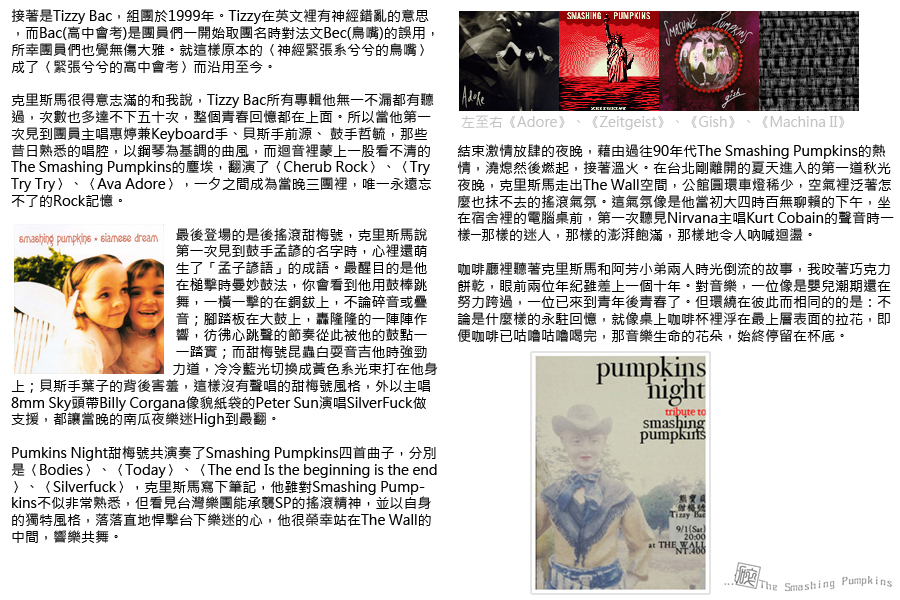 接著是Tizzy Bac，組團於1999年。Tizzy在英文裡有神經錯亂的意思
，而Bac(高中會考)是團員們一開始取團名時對法文Bec(鳥嘴)的誤用，
所幸團員們也覺無傷大雅。就這樣原本的〈神經緊張系兮兮的鳥嘴〉
成了〈緊張兮兮的高中會考〉而沿用至今。
克里斯馬很得意志滿的和我說，Tizzy Bac所有專輯他無一不漏都有聽
過，次數也多達不下五十次，整個青春回憶都在上面。所以當他第一
次見到團員主唱惠婷兼Keyboard手、貝斯手前源、 鼓手哲毓，那些
昔日熟悉的唱腔，以鋼琴為基調的曲風，而迴音裡蒙上一股看不清的
The Smashing Pumpkins的塵埃，翻演了〈Cherub Rock〉、〈Try
Try Try〉、〈Ava Adore〉，一夕之間成為當晚三團裡，唯一永遠忘
不了的Rock記憶。
smashing pumpkins • siamese dream
最後登場的是後搖滾甜梅號，克里斯馬說
第一次見到鼓手孟諺的名字時，心裡還萌
生了「孟子諺語」的成語。最醒目的是他
在槌擊時曼妙鼓法，你會看到他用鼓棒跳
舞，一橫一擊的在銅鈸上，不論碎音或疊
音；腳踏板在大鼓上，轟隆隆的一陣陣作
響，彷彿心跳聲的節奏從此被他的鼓點一
一踏實；而甜梅號昆蟲白耍音吉他時強勁
力道，冷冷藍光切換成黃色系光束打在他身
上；貝斯手葉子的背後害羞，這樣沒有聲唱的甜梅號風格，外以主唱
8mm Sky頭帶Billy Corgana像貌紙袋的Peter Sun演唱SilverFuck做
支援，都讓當晚的南瓜夜樂迷High到最翻。
Pumkins Night甜梅號共演奏了Smashing Pumpkins四首曲子，分別
是〈Bodies〉、〈Today〉、〈The end Is the beginning is the end
〉、〈Silverfuck〉，克里斯馬寫下筆記，他雖對Smashing Pump-
kins不似非常熟悉，但看見台灣樂團能承襲SP的搖滾精神，並以自身
的獨特風格，落落直地悍擊台下樂迷的心，他很榮幸站在The Wall的
中間，響樂共舞。
Adore
SMASHING PUMPKINS
ZEITGEIST
SMASHING PUMPKINS
gish
左至右《Adore》、《Zeitgeist》、《Gish》、《Machina II》
結束激情放肆的夜晚，藉由過往90年代The Smashing Pumpkins的熱
情，澆熄然後燃起，接著溫火。在台北剛離開的夏天進入的第一道秋光
夜晚，克里斯馬走出The Wall空間，公館圓環車燈稀少，空氣裡泛著怎
麼也抹不去的搖滾氣氛。這氣氛像是他當初大四時百無聊賴的下午，坐
在宿舍裡的電腦桌前，第一次聽見Nirvana主唱Kurt Cobain的聲音時一
樣─那樣的迷人，那樣的澎湃飽滿，那樣地令人吶喊迴盪。
咖啡廳裡聽著克里斯馬和阿芳小弟兩人時光倒流的故事，我咬著巧克力
餅乾，眼前兩位年紀雖差上一個十年。對音樂，一位像是嬰兒潮期還在
努力跨過，一位已來到青年後青春了。但環繞在彼此而相同的的是：不
論是什麼樣的永駐回憶，就像桌上咖啡杯裡浮在最上層表面的拉花，即
便咖啡已咕嚕咕嚕喝完，那音樂生命的花朵，始終停留在杯底。
pumpkins
night
tribute to
smashing
pumpkins
熊寶貝
甜梅號
Tizzy Bac
9/1(Sat)
20:00
at THE WALL
NT.400
...
The Smashing Pumpkins